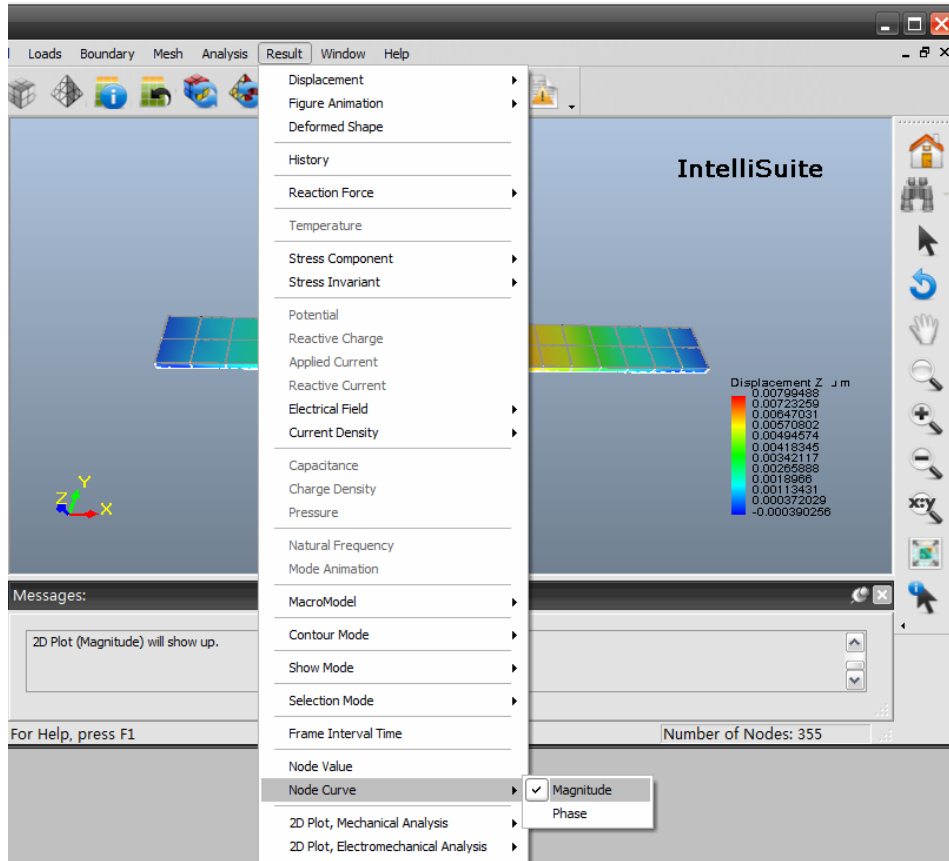 Loads Boundary Mesh Analysis Result Window Help
Displacement
Figure Animation
Deformed Shape
History
Reaction Force
Temperature
Stress Component
Stress Invariant
Potential
Reactive Charge
Applied Current
Reactive Current
Electrical Field
Current Density
Capacitance
Charge Density
Pressure
Natural Frequency
Mode Animation
MacroModel
Contour Mode
Show Mode
Selection Mode
Frame Interval Time
Node Value
Node Curve
2D Plot, Mechanical Analysis
2D Plot, Electromechanical Analysis
Magnitude
Phase
IntelliSuite
Displacement Z um
0.00799488
0.00723259
0.00647031
0.00570802
0.00494574
0.00418345
0.00342117
0.00265888
0.0018966
0.00113431
0.000372029
-0.000390256
Y
Z
X
x:y
Messages:
2D Plot (Magnitude) will show up.
For Help, press F1
Number of Nodes: 355